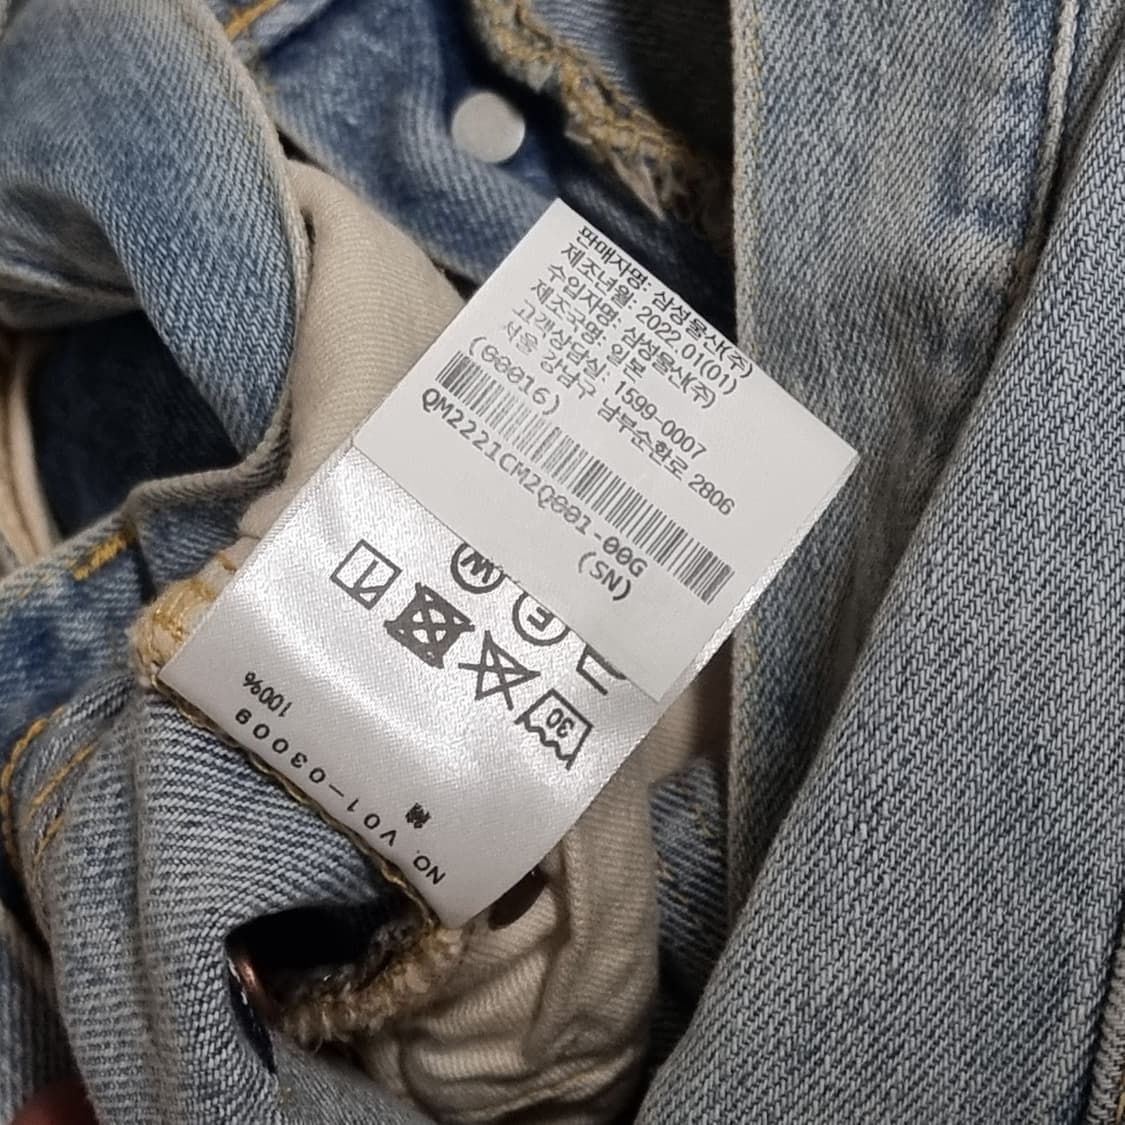 판매자명: 삼성물산(주)
제조년월: 2022.01(01)
수입자명: 삼성물산(주)
제조국명: 일본
고객상담실: 1599-0007
서울 강남구 남부순환로 2806
(00016)
QM2221CM2Q001-00G
(SN)
W
E
30
100%
NO. V01-03009
綿